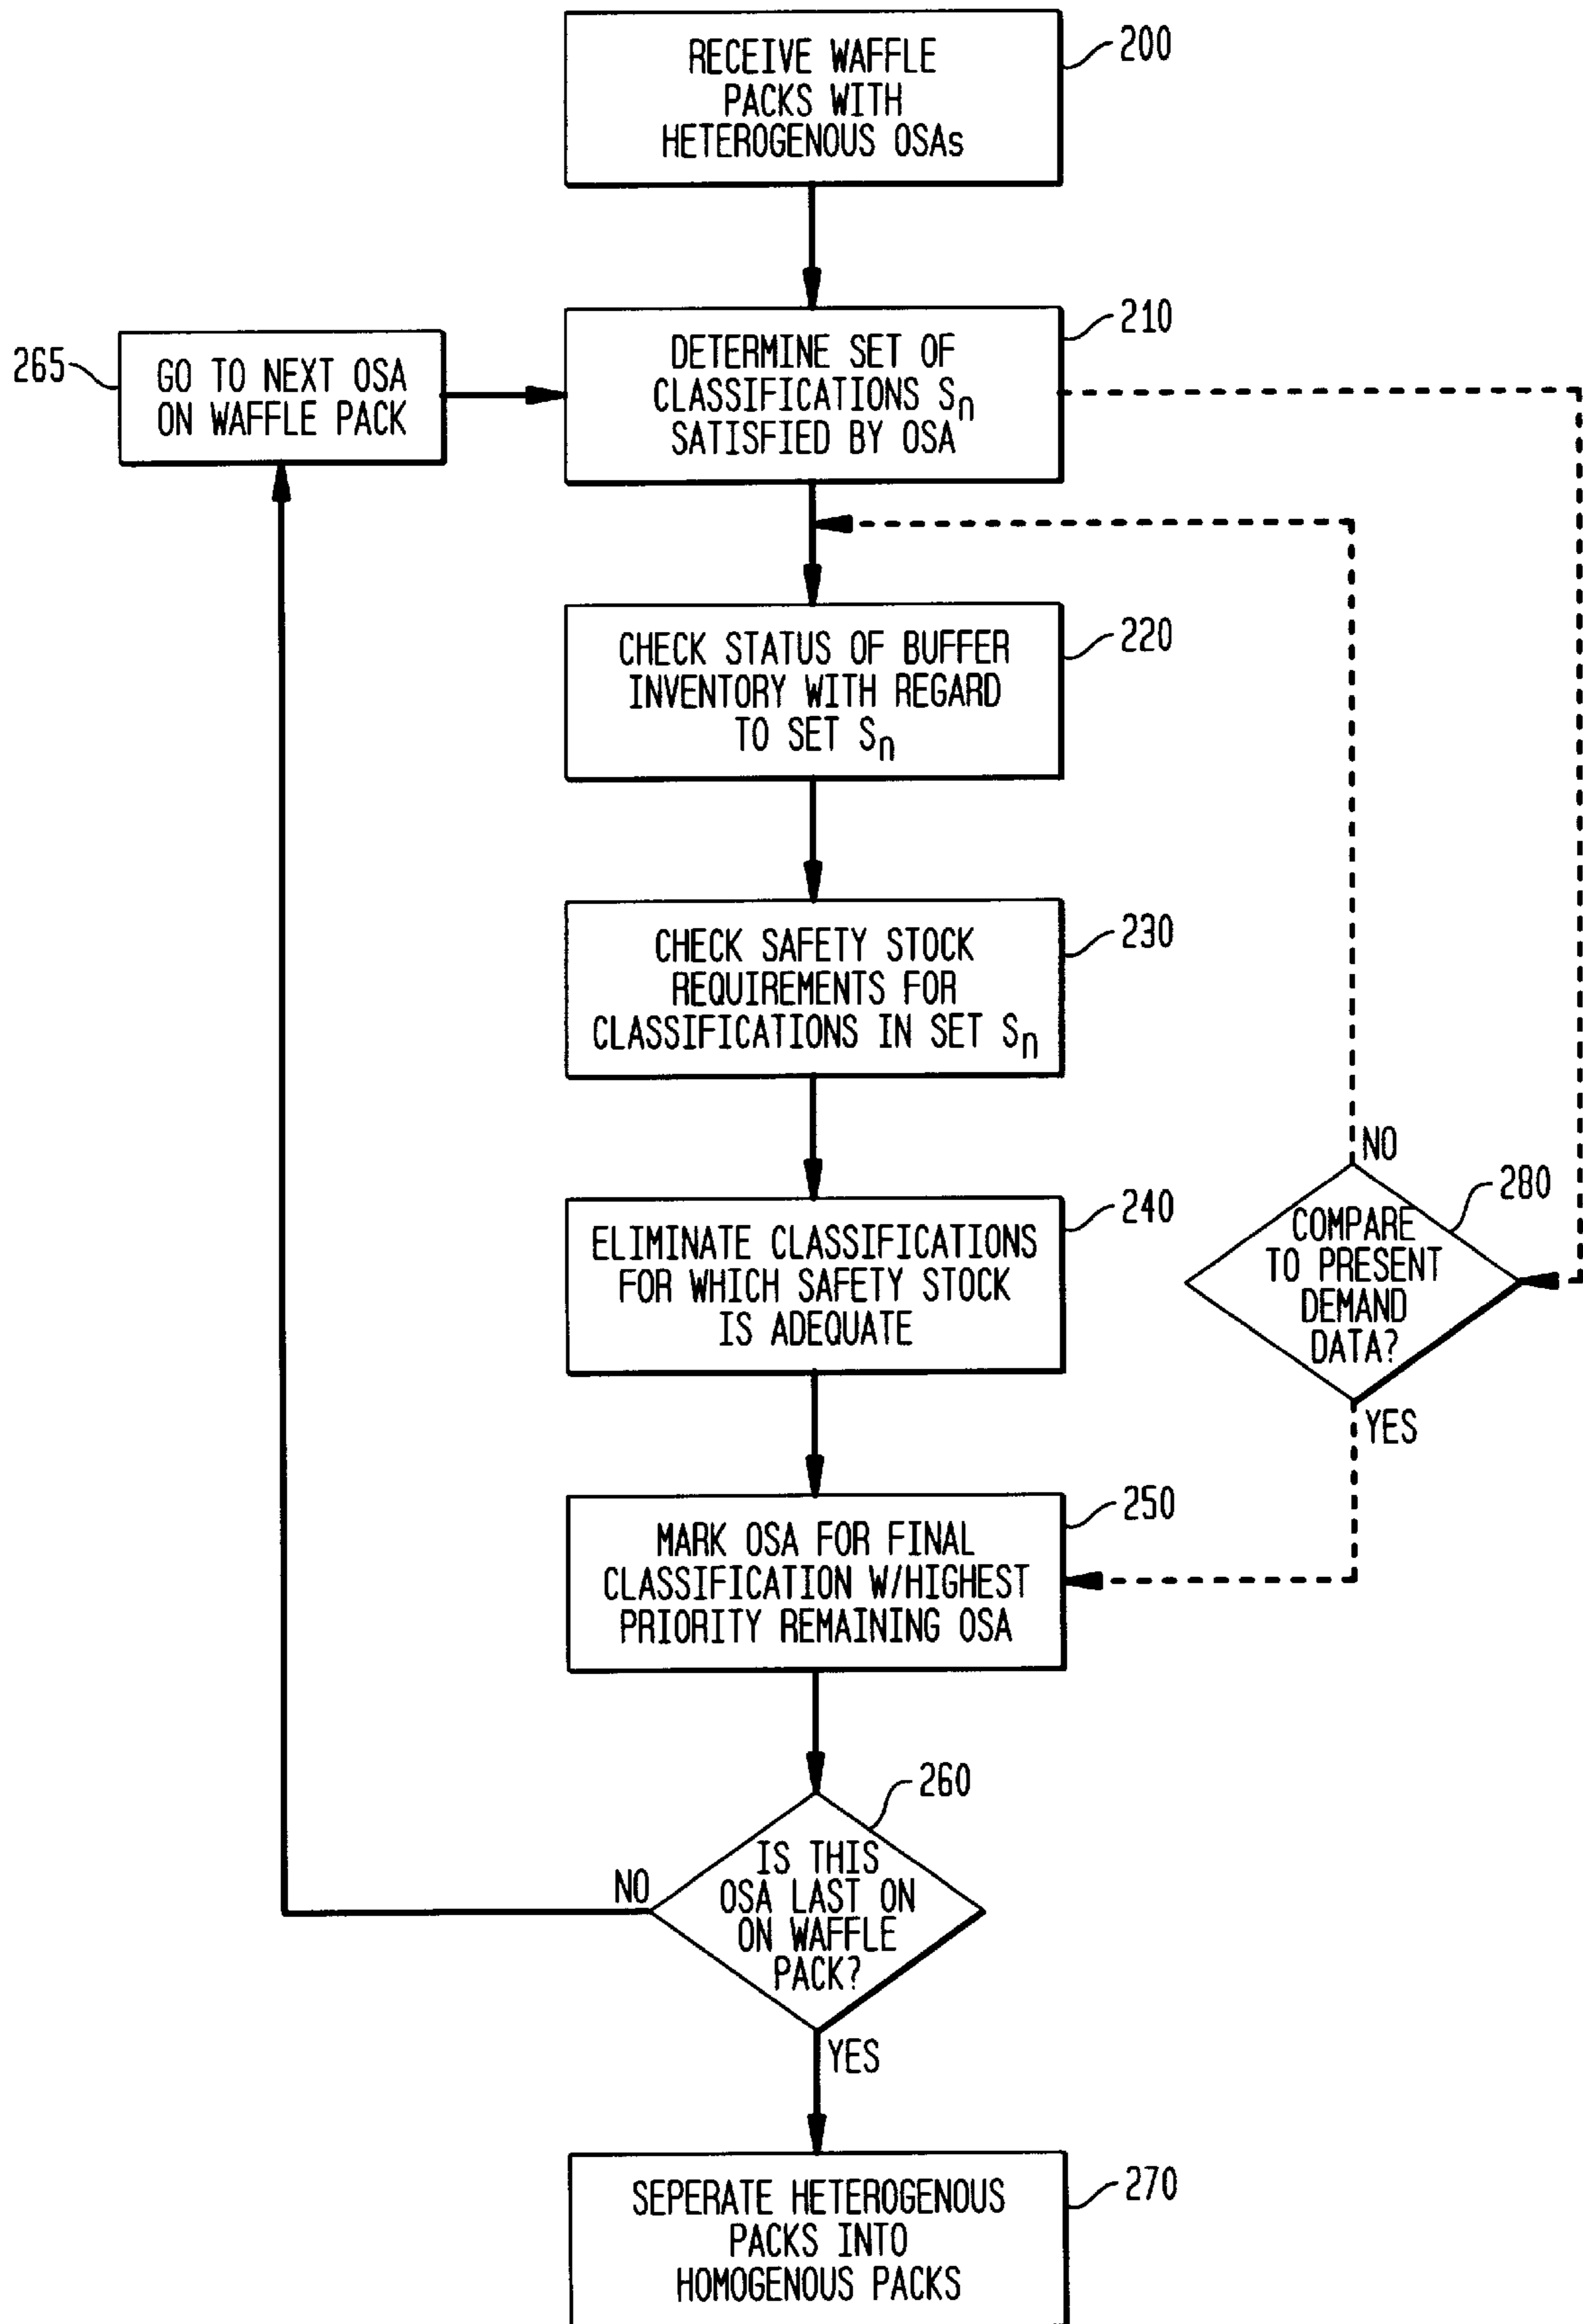 RECEIVE WAFFLE
PACKS WITH
HETEROGENOUS OSAs
200
265
GO TO NEXT OSA
ON WAFFLE PACK
DETERMINE SET OF
CLASSIFICATIONS Sn
SATISFIED BY OSA
210
CHECK STATUS OF BUFFER
INVENTORY WITH REGARD
TO SET Sn
220
CHECK SAFETY STOCK
REQUIREMENTS FOR
CLASSIFICATIONS IN SET Sn
230
ELIMINATE CLASSIFICATIONS
FOR WHICH SAFETY STOCK
IS ADEQUATE
240
NO
COMPARE
TO PRESENT
DEMAND
DATA?
280
YES
MARK OSA FOR FINAL
CLASSIFICATION W/HIGHEST
PRIORITY REMAINING OSA
250
IS THIS
OSA LAST ON
ON WAFFLE
PACK?
260
NO
YES
SEPERATE HETEROGENOUS
PACKS INTO
HOMOGENOUS PACKS
270